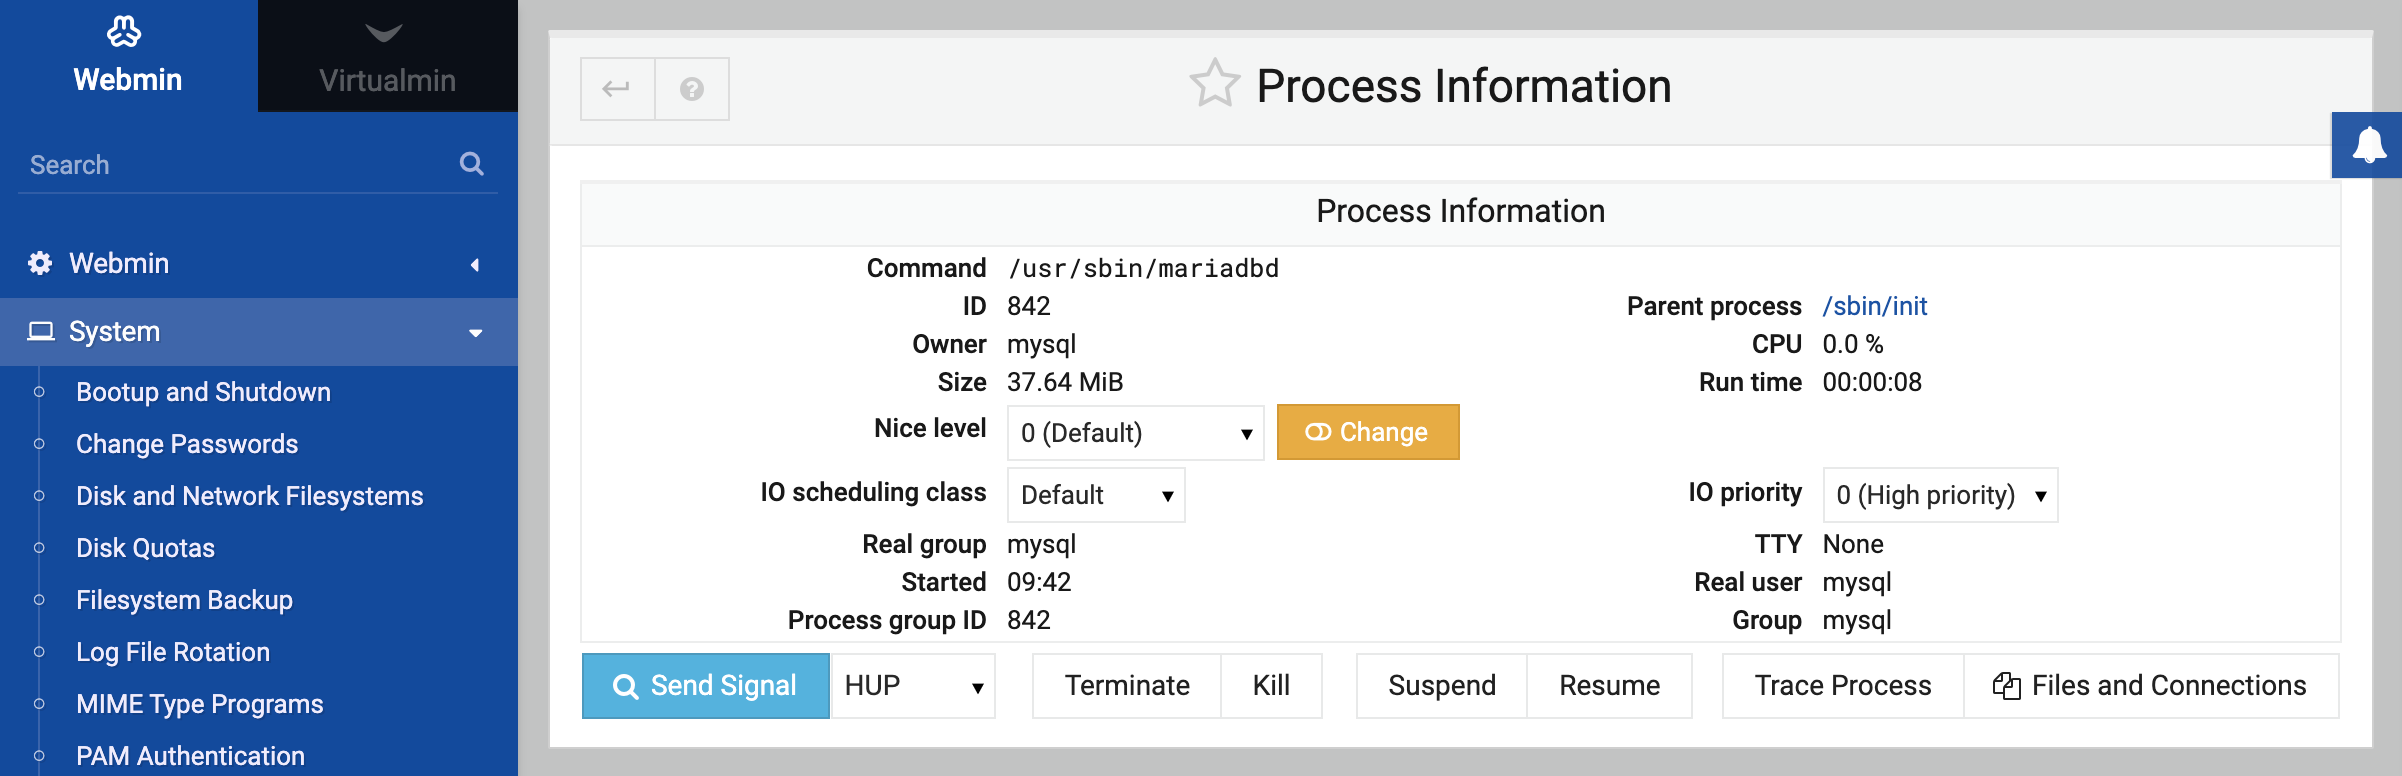 Webmin
Virtualmin
Search
Webmin
System
Bootup and Shutdown
Change Passwords
Disk and Network Filesystems
Disk Quotas
Filesystem Backup
Log File Rotation
MIME Type Programs
PAM Authentication
Process Information
Process Information
Command /usr/sbin/mariadbd
ID 842 Parent process /sbin/init
Owner mysql CPU 0.0 %
Size 37.64 MiB Run time 00:00:08
Nice level 0 (Default) Change
IO scheduling class Default IO priority 0 (High priority)
Real group mysql TTY None
Started 09:42 Real user mysql
Process group ID 842 Group mysql
Send Signal HUP Terminate Kill Suspend Resume Trace Process Files and Connections